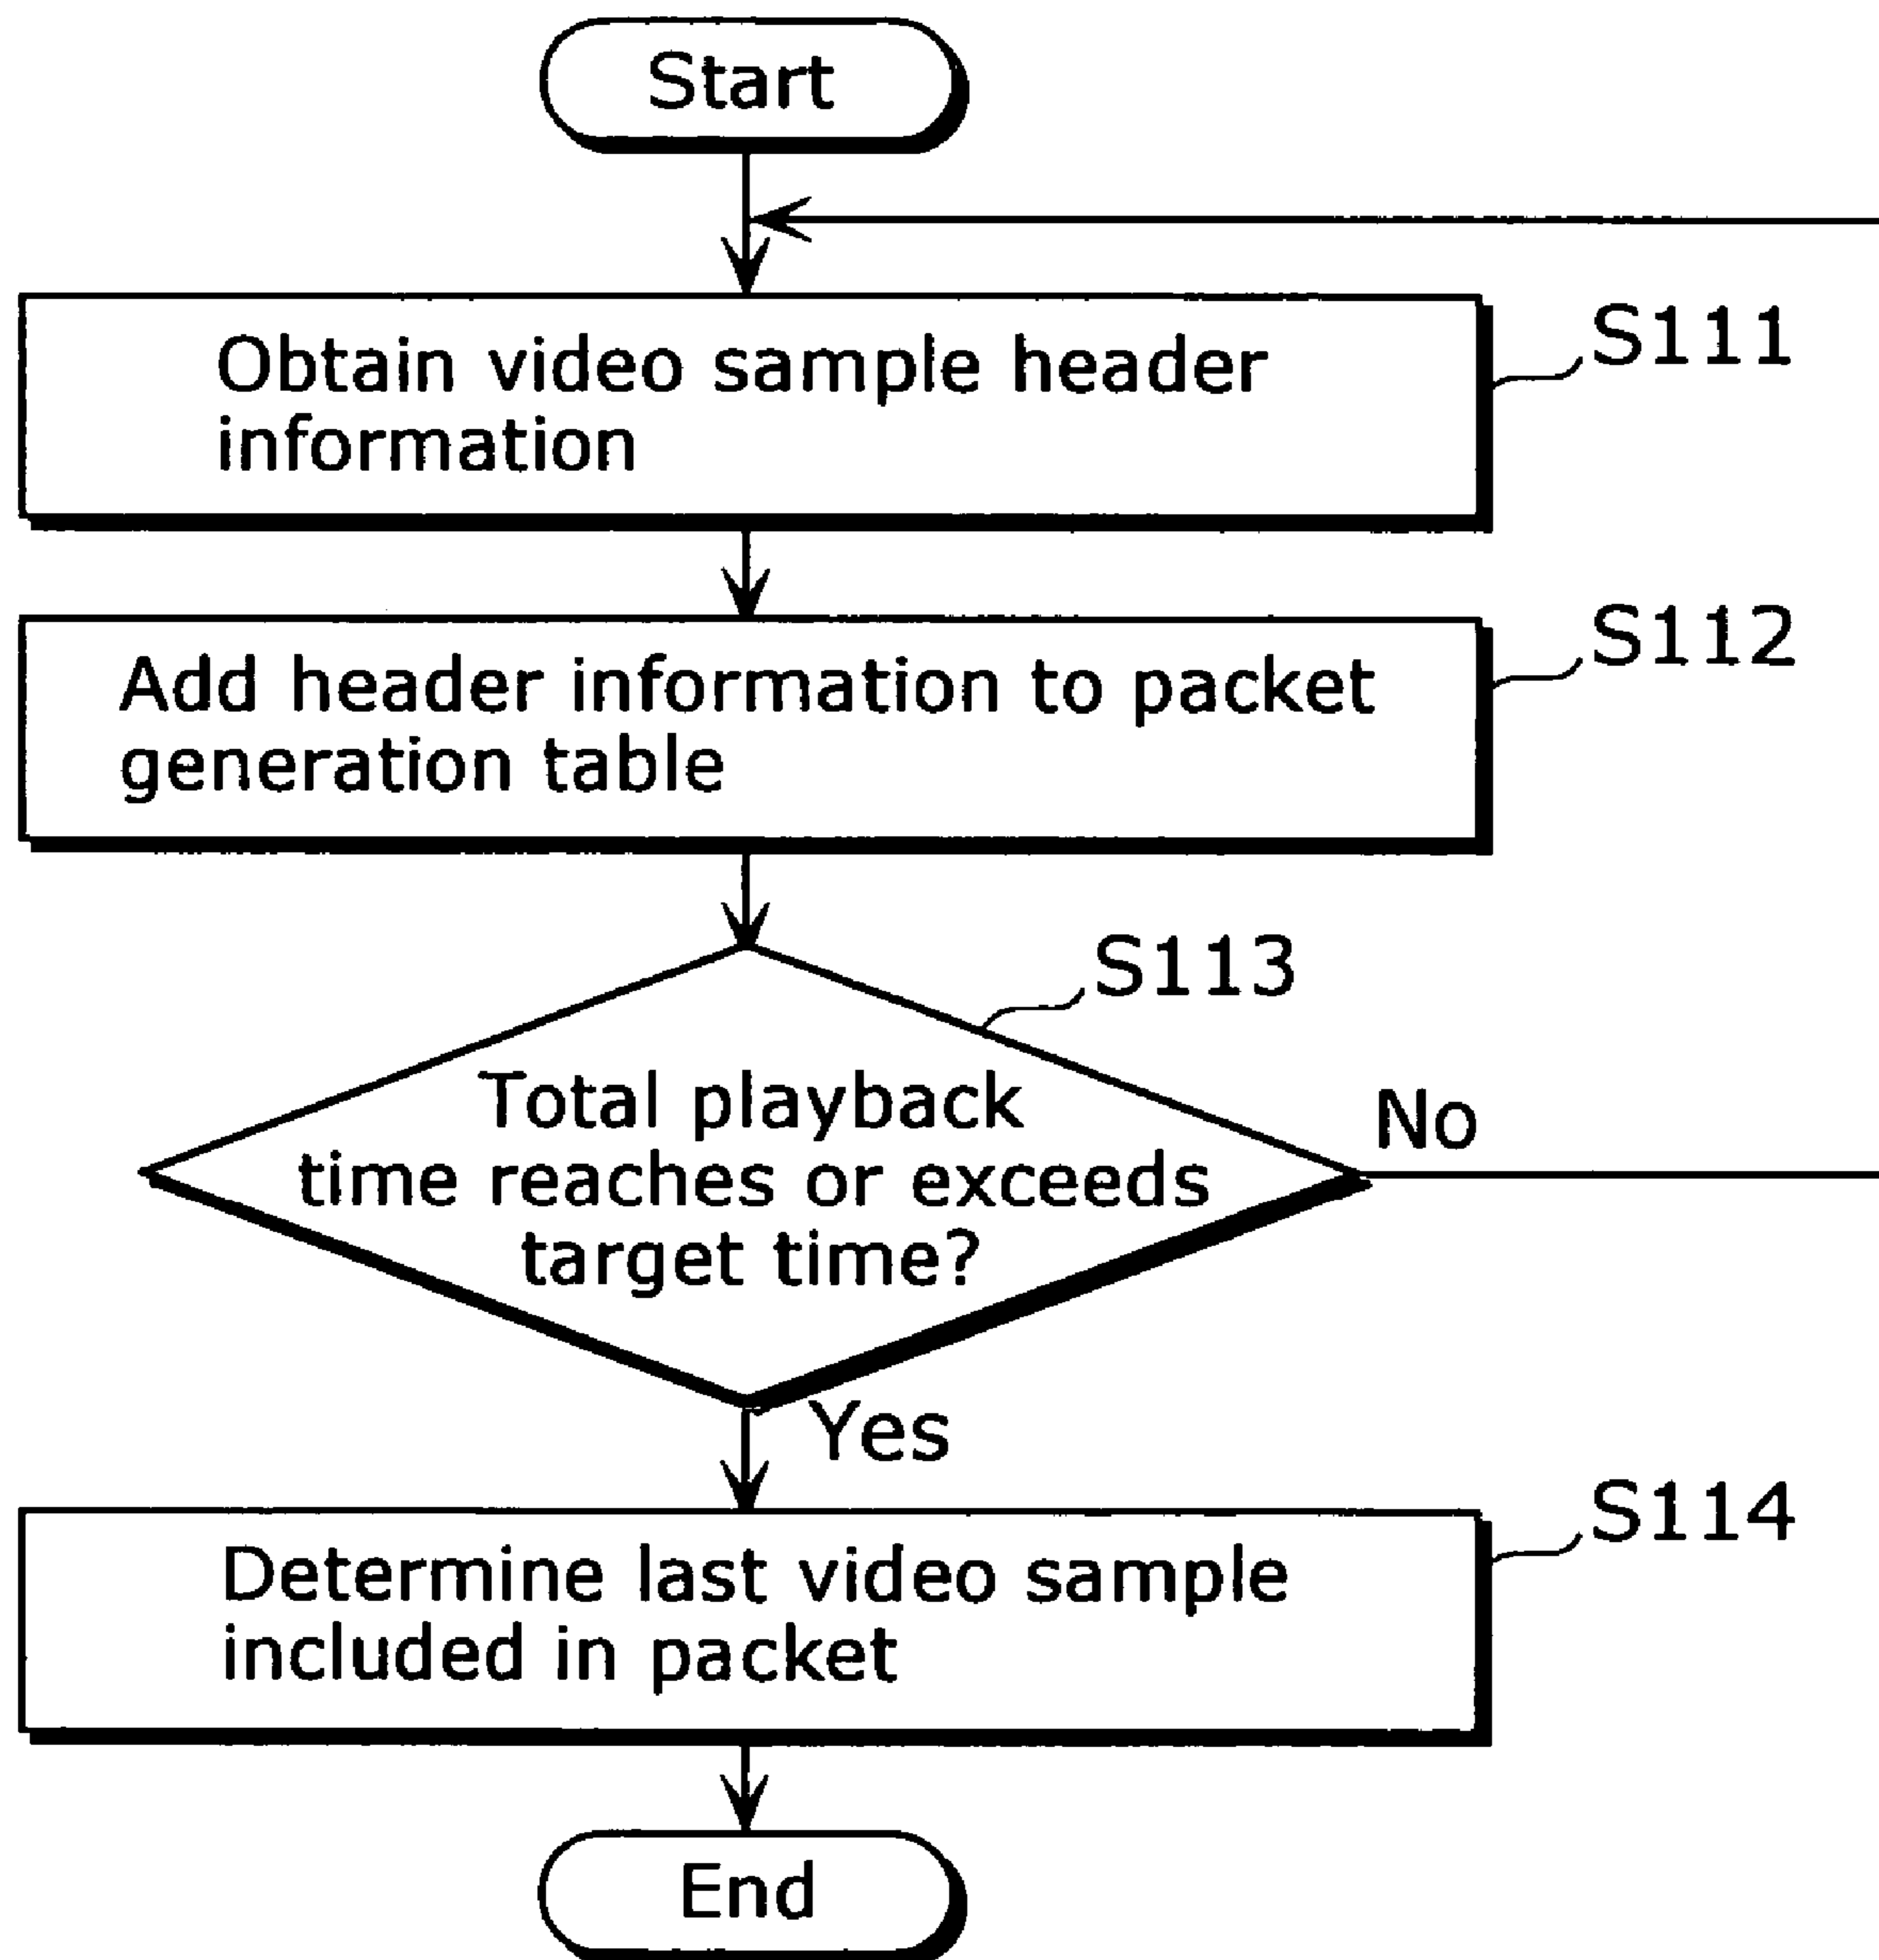 Start
Obtain video sample header
information
S111
Add header information to packet
generation table
S112
S113
Total playback
time reaches or exceeds
target time?
No
Yes
Determine last video sample
included in packet
S114
End